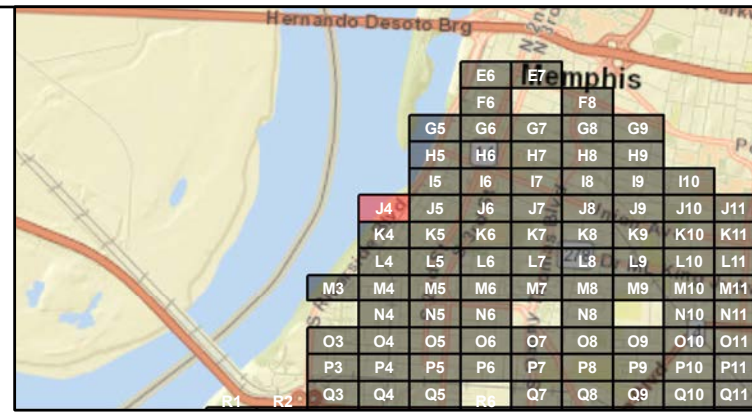 Hernando Desoto Brg
N 2nd
N 3rd
Memphis
E6 E7
F6 F8
G5 G6 G7 G8 G9
H5 H6 H7 H8 H9
I5 I6 I7 I8 I9 I10
J4 J5 J6 J7 J8 J9 J10 J11
K4 K5 K6 K7 K8 K9 K10 K11
L4 L5 L6 L7 L8 L9 L10 L11
M3 M4 M5 M6 M7 M8 M9 M10 M11
N4 N5 N6 N8 N10 N11
O3 O4 O5 O6 O7 O8 O9 O10 O11
P3 P4 P5 P6 P7 P8 P9 P10 P11
Q3 Q4 Q5 Q7 Q8 Q9 Q10 Q11
R1 R2 R6
S Riverside